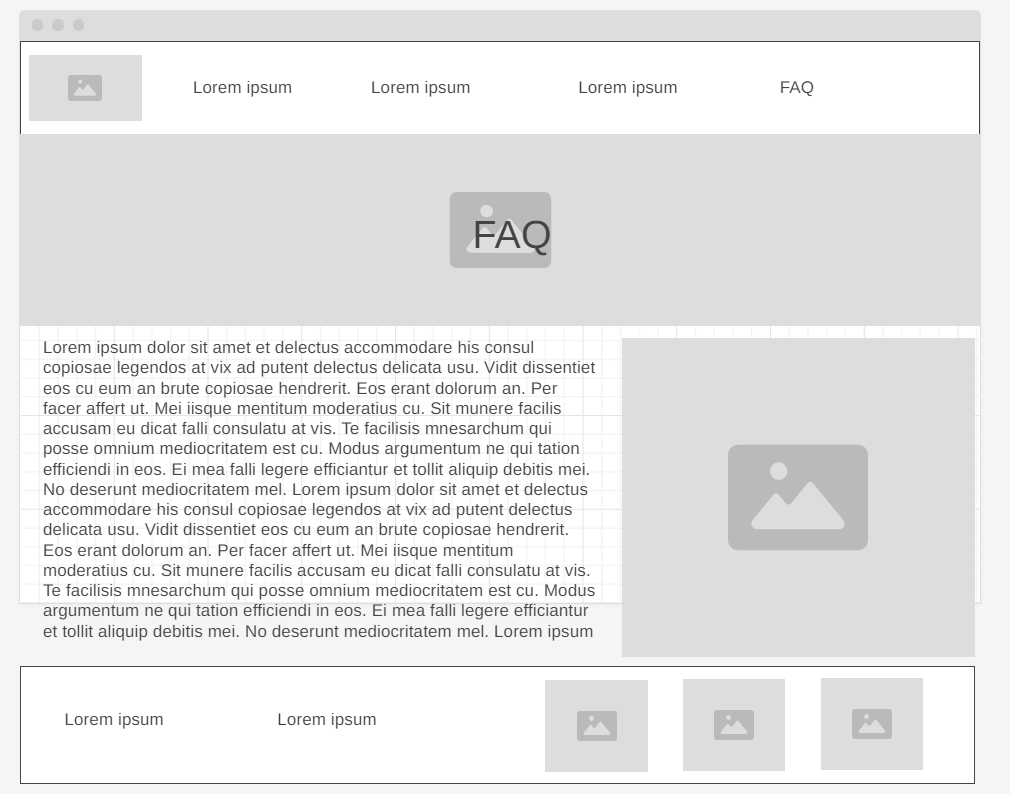 Lorem ipsum
Lorem ipsum
Lorem ipsum
FAQ
FAQ
Lorem ipsum dolor sit amet et delectus accommodare his consul
copiosae legendos at vix ad putent delectus delicata usu. Vidit dissentiet
eos cu eum an brute copiosae hendrerit. Eos erant dolorum an. Per
facer affert ut. Mei iisque mentitum moderatius cu. Sit munere facilis
accusam eu dicat falli consulatu at vis. Te facilisis mnesarchum qui
posse omnium mediocritatem est cu. Modus argumentum ne qui tation
efficiendi in eos. Ei mea falli legere efficiantur et tollit aliquip debitis mei.
No deserunt mediocritatem mel. Lorem ipsum dolor sit amet et delectus
accommodare his consul copiosae legendos at vix ad putent delectus
delicata usu. Vidit dissentiet eos cu eum an brute copiosae hendrerit.
Eos erant dolorum an. Per facer affert ut. Mei iisque mentitum
moderatius cu. Sit munere facilis accusam eu dicat falli consulatu at vis.
Te facilisis mnesarchum qui posse omnium mediocritatem est cu. Modus
argumentum ne qui tation efficiendi in eos. Ei mea falli legere efficiantur
et tollit aliquip debitis mei. No deserunt mediocritatem mel. Lorem ipsum
Lorem ipsum
Lorem ipsum